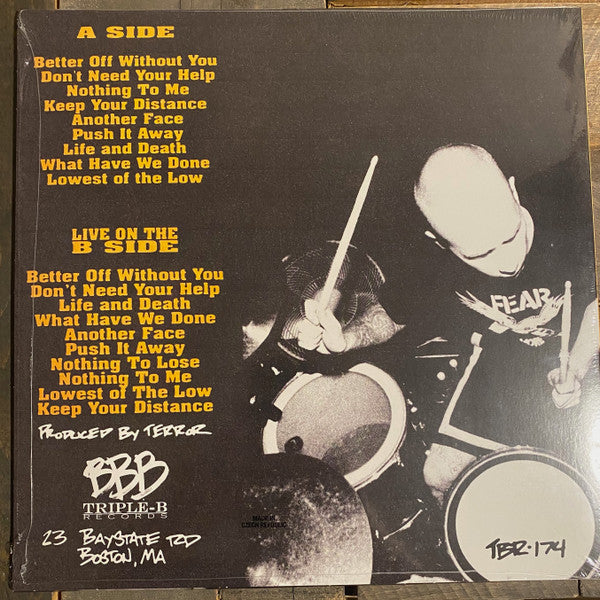 A SIDE
Better Off Without You
Don't Need Your Help
Nothing To Me
Keep Your Distance
Another Face
Push It Away
Life and Death
What Have We Done
Lowest of the Low
LIVE ON THE
B SIDE
Better Off Without You
Don't Need Your Help
Life and Death
What Have We Done
Another Face
Push It Away
Nothing To Lose
Nothing To Me
Lowest of The Low
Keep Your Distance
PRODUCED BY TERROR
BBB
TRIPLE-B
RECORDS
23 BAYSTATE RD
BOSTON, MA
FEAR
MADE IN
CZECH REPUBLIC
TBR-174